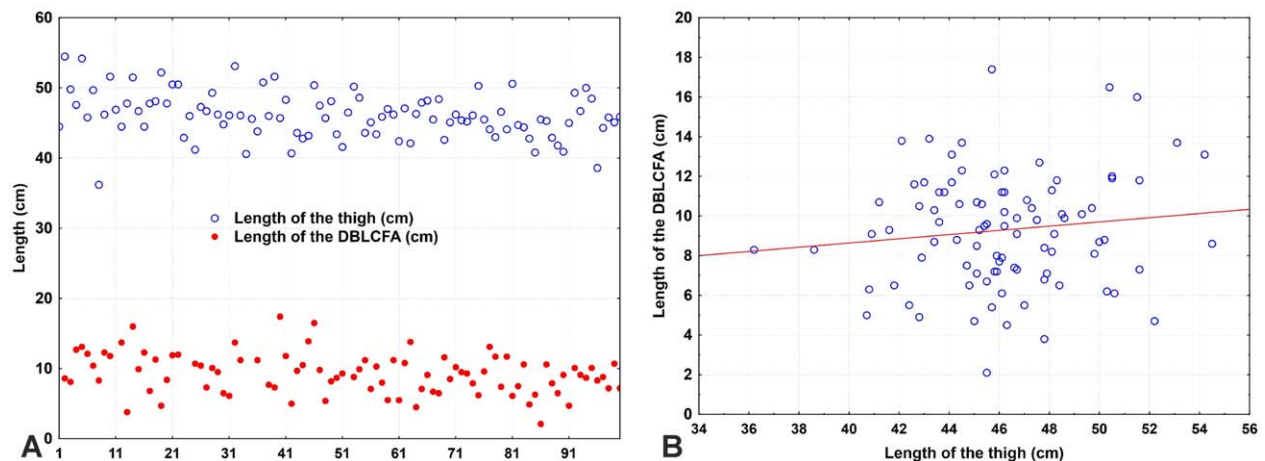 60
50
40
30
20
10
0
Length (cm)
Length of the thigh (cm)
Length of the DBLCFA (cm)
1 11 21 31 41 51 61 71 81 91
A
20
18
16
14
12
10
8
6
4
2
0
Length of the DBLCFA (cm)
34 36 38 40 42 44 46 48 50 52 54 56
Length of the thigh (cm)
B